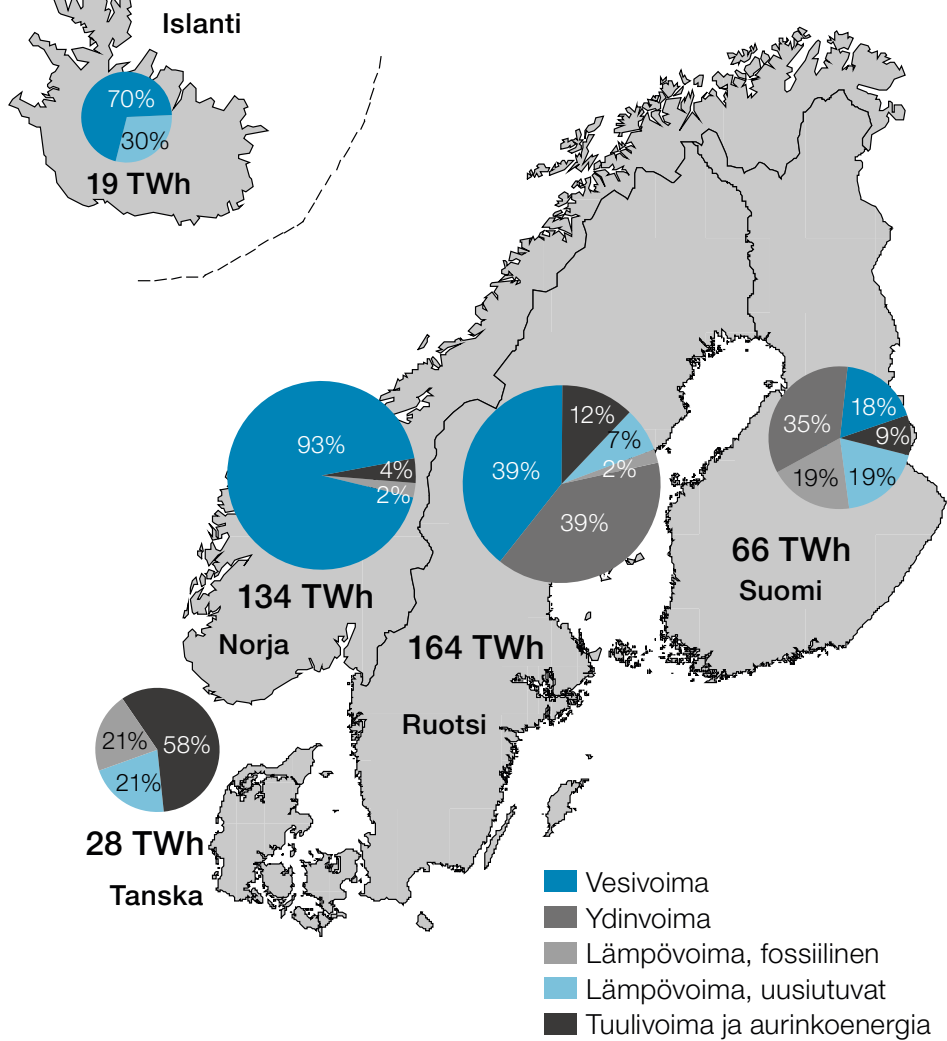 Islanti
70%
30%
19 TWh
93%
4%
2%
134 TWh
Norja
12%
7%
2%
39%
39%
164 TWh
Ruotsi
35%
18%
9%
19%
19%
66 TWh
Suomi
21%
58%
21%
28 TWh
Tanska
Vesivoima
Ydinvoima
Lämpövoima, fossiilinen
Lämpövoima, uusiutuvat
Tuulivoima ja aurinkoenergia